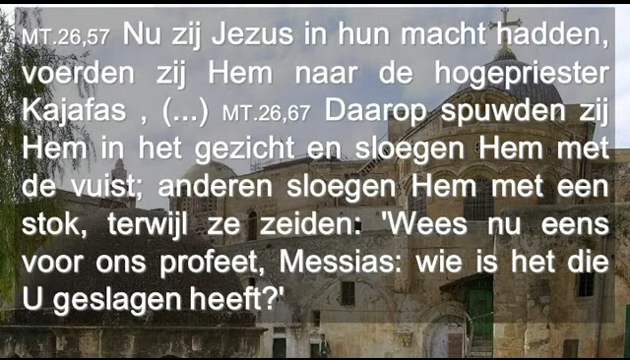 MT.26,57 Nu zij Jezus in hun macht hadden,
voerden zij Hem naar de hogepriester
Kajafas , (...) MT.26,67 Daarop spuwden zij
Hem in het gezicht en sloegen Hem met
de vuist; anderen sloegen Hem met een
stok, terwijl ze zeiden: 'Wees nu eens
voor ons profeet, Messias: wie is het die
U geslagen heeft?'